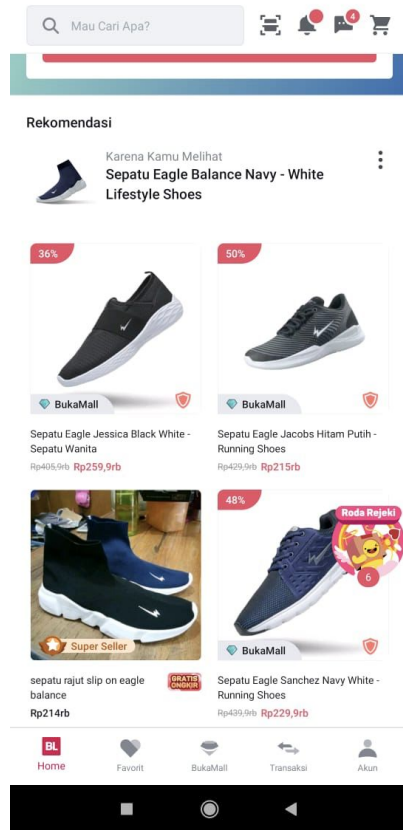 Mau Cari Apa?
4
Rekomendasi
Karena Kamu Melihat
Sepatu Eagle Balance Navy - White
Lifestyle Shoes
36%
50%
BukaMall
BukaMall
Sepatu Eagle Jessica Black White -
Sepatu Wanita
Rp405,9rb Rp259,9rb
Sepatu Eagle Jacobs Hitam Putih -
Running Shoes
Rp429,9rb Rp215rb
48%
Roda Rejeki
6
Super Seller
BukaMall
sepatu rajut slip on eagle
balance
GRATIS
ONGKIR
Rp214rb
Sepatu Eagle Sanchez Navy White -
Running Shoes
Rp439,9rb Rp229,9rb
BL
Home
Favorit
BukaMall
Transaksi
Akun